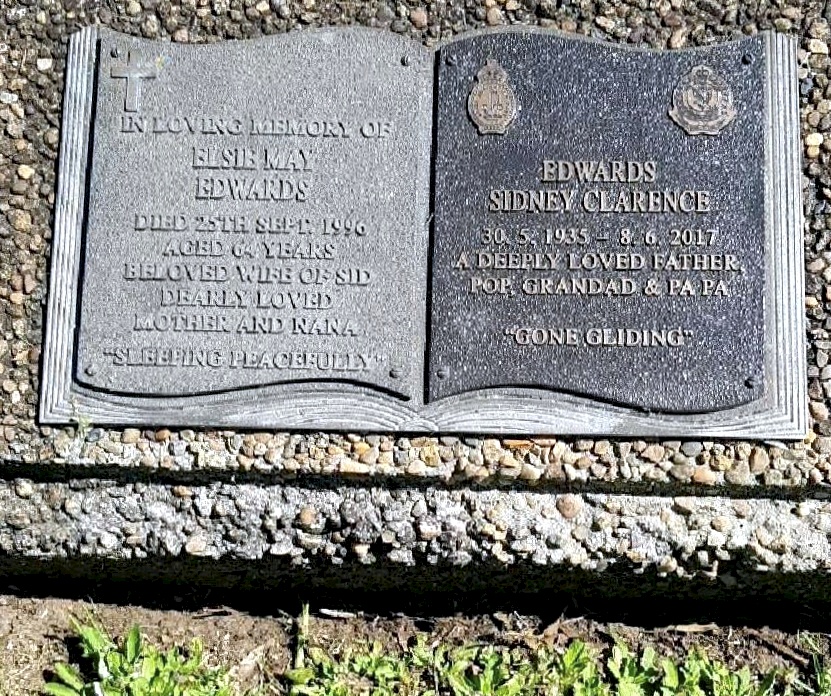 IN LOVING MEMORY OF
ELSIE MAY
EDWARDS
DIED 25TH SEPT. 1996
AGED 64 YEARS
BELOVED WIFE OF SID
DEARLY LOVED
MOTHER AND NANA
"SLEEPING PEACEFULLY"
EDWARDS
SIDNEY CLARENCE
30. 5. 1935 – 8. 6. 2017
A DEEPLY LOVED FATHER,
POP, GRANDAD & PA PA
"GONE GLIDING"